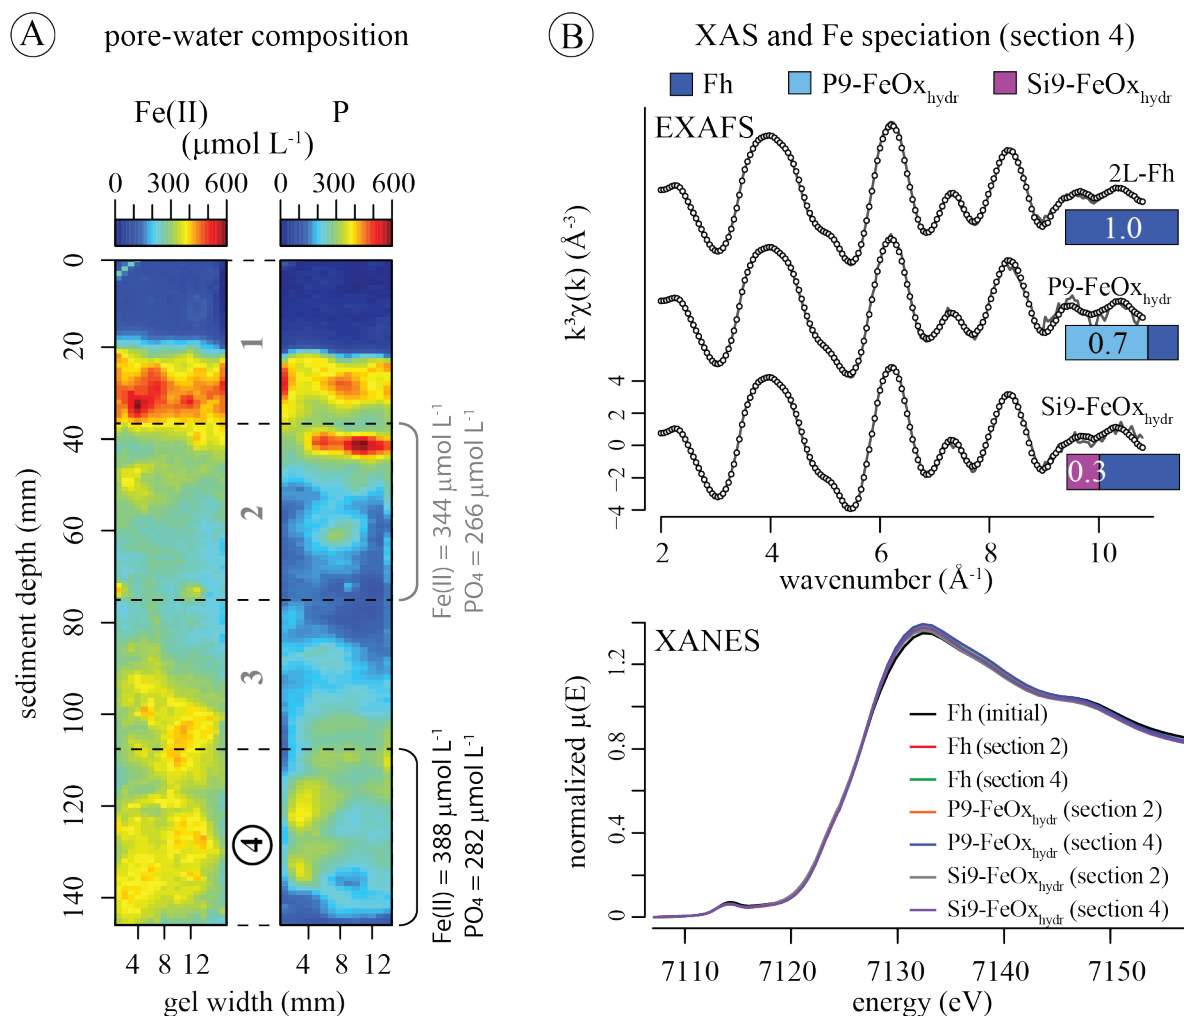 A pore-water composition
Fe(II) P
(μmol L-1)
0 300 600 0 300 600
0
20
40
60
80
100
120
140
sediment depth (mm)
1
2
3
4
Fe(II) = 344 μmol L-1
PO4 = 266 μmol L-1
Fe(II) = 388 μmol L-1
PO4 = 282 μmol L-1
4 8 12 4 8 12
gel width (mm)
B XAS and Fe speciation (section 4)
Fh P9-FeOxhydr Si9-FeOxhydr
EXAFS
2L-Fh
1.0
P9-FeOxhydr
0.7
Si9-FeOxhydr
0.3
k3χ(k) (Å-3)
4
2
0
−2
−4
2 4 6 8 10
wavenumber (Å-1)
XANES
normalized μ(E)
1.2
0.8
0.4
0
Fh (initial)
Fh (section 2)
Fh (section 4)
P9-FeOxhydr (section 2)
P9-FeOxhydr (section 4)
Si9-FeOxhydr (section 2)
Si9-FeOxhydr (section 4)
7110 7120 7130 7140 7150
energy (eV)